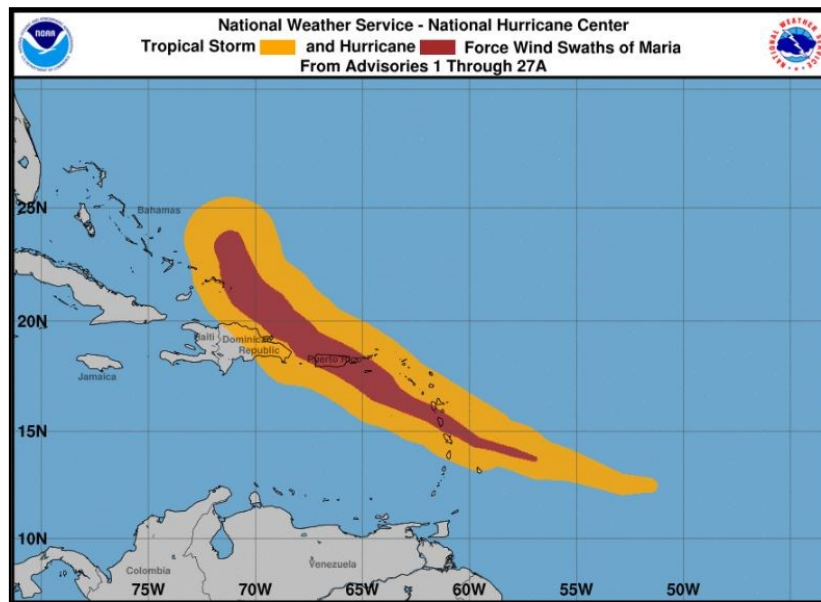 National Weather Service - National Hurricane Center
Tropical Storm and Hurricane Force Wind Swaths of Maria
From Advisories 1 Through 27A
NOAA
Bahamas
25N
20N
Haiti
Dominican
Republic
Puerto Rico
Jamaica
15N
10N
Colombia
Venezuela
75W 70W 65W 60W 55W 50W